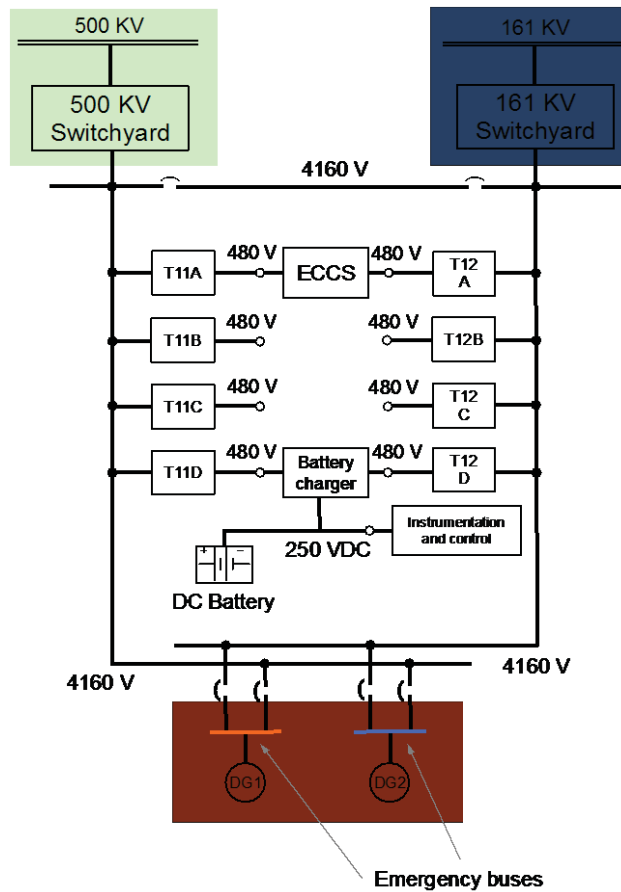 500 KV
161 KV
500 KV
Switchyard
161 KV
Switchyard
4160 V
480 V
480 V
T11A
ECCS
T12
A
480 V
480 V
T11B
T12B
480 V
480 V
T11C
T12
C
480 V
480 V
T11D
Battery
charger
T12
D
Instrumentation
and control
250 VDC
+
−
DC Battery
4160 V
4160 V
DG1
DG2
Emergency buses